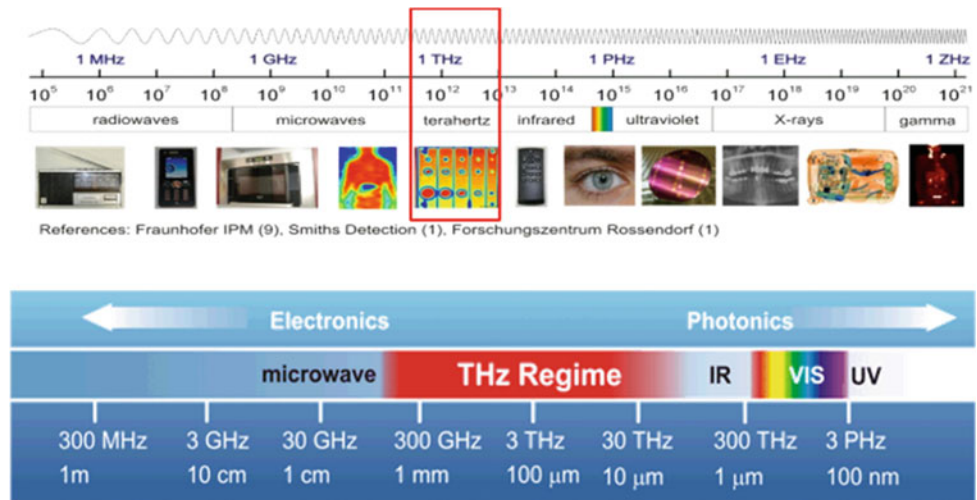 1 MHz 1 GHz 1 THz 1 PHz 1 EHz 1 ZHz
10⁵ 10⁶ 10⁷ 10⁸ 10⁹ 10¹⁰ 10¹¹ 10¹² 10¹³ 10¹⁴ 10¹⁵ 10¹⁶ 10¹⁷ 10¹⁸ 10¹⁹ 10²⁰ 10²¹
radiowaves microwaves terahertz infrared ultraviolet X-rays gamma
References: Fraunhofer IPM (9), Smiths Detection (1), Forschungszentrum Rossendorf (1)
Electronics Photonics
microwave THz Regime IR VIS UV
300 MHz 3 GHz 30 GHz 300 GHz 3 THz 30 THz 300 THz 3 PHz
1m 10 cm 1 cm 1 mm 100 μm 10 μm 1 μm 100 nm